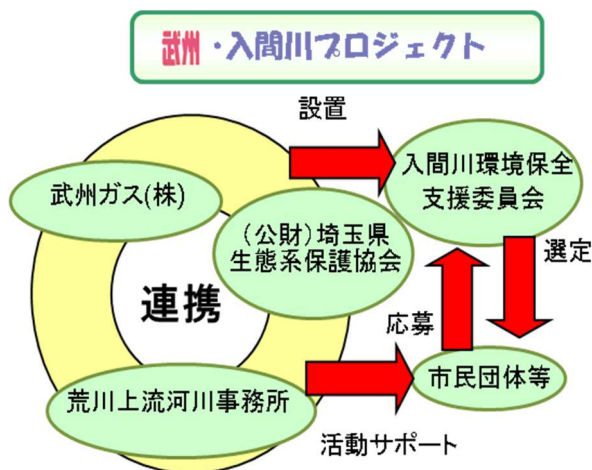 武州・入間川プロジェクト
設置
武州ガス(株)
入間川環境保全
支援委員会
(公財)埼玉県
生態系保護協会
選定
連携
応募
市民団体等
荒川上流河川事務所
活動サポート